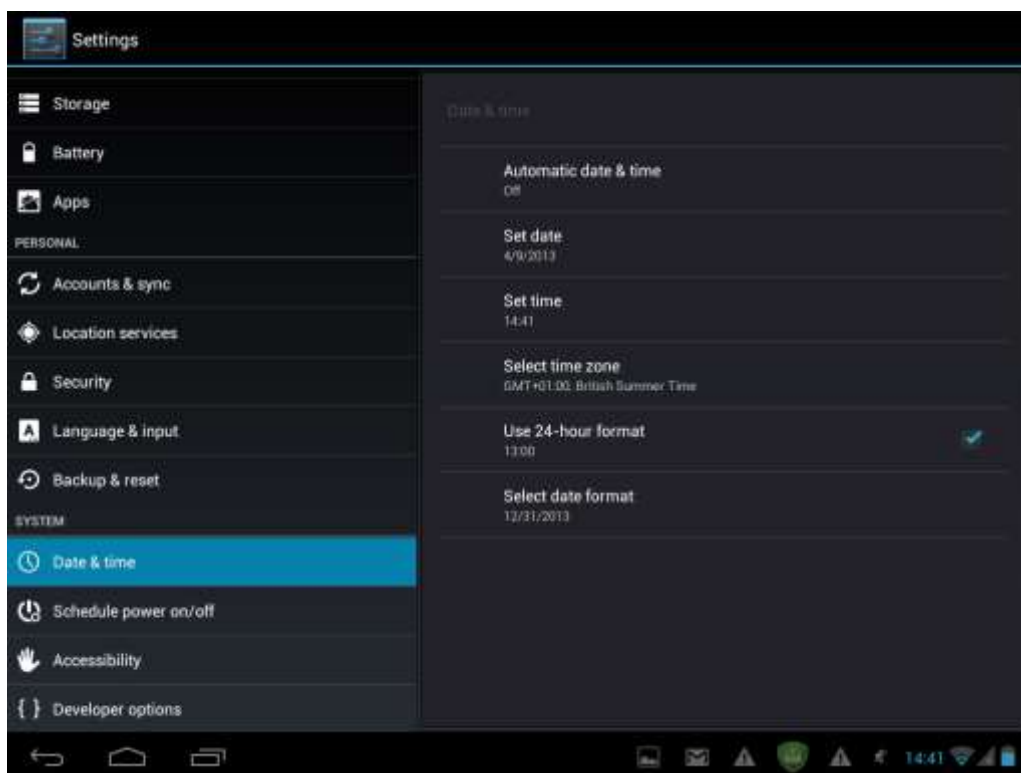 Settings
Storage
Battery
Apps
PERSONAL
Accounts & sync
Location services
Security
Language & input
Backup & reset
SYSTEM
Date & time
Schedule power on/off
Accessibility
{ } Developer options
Date & time
Automatic date & time
Off
Set date
4/9/2013
Set time
14:41
Select time zone
GMT+01:00, British Summer Time
Use 24-hour format
13:00
Select date format
12/31/2013
14:41